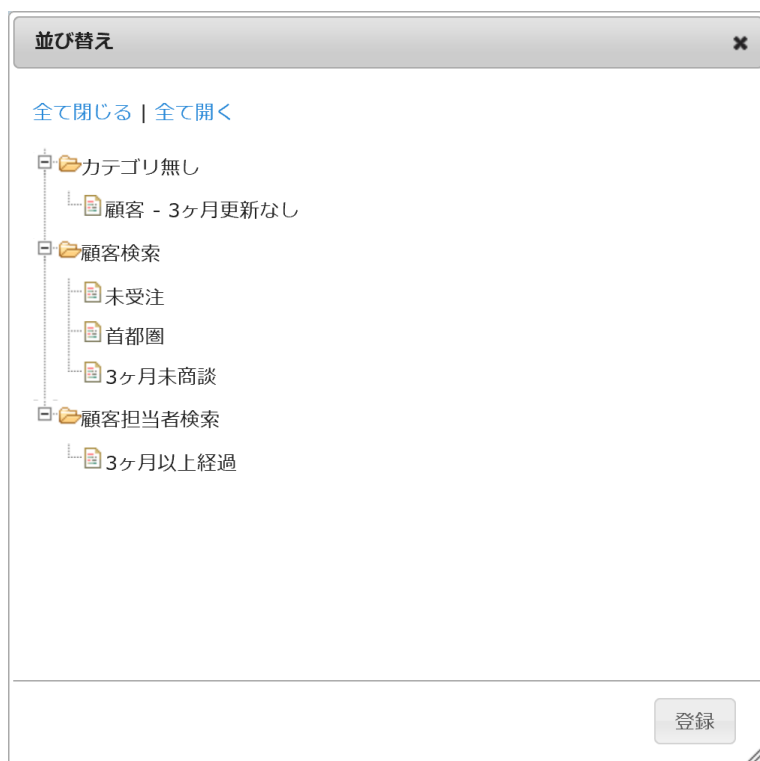 並び替え
全て閉じる | 全て開く
カテゴリ無し
顧客 - 3ヶ月更新なし
顧客検索
未受注
首都圏
3ヶ月未商談
顧客担当者検索
3ヶ月以上経過
登録